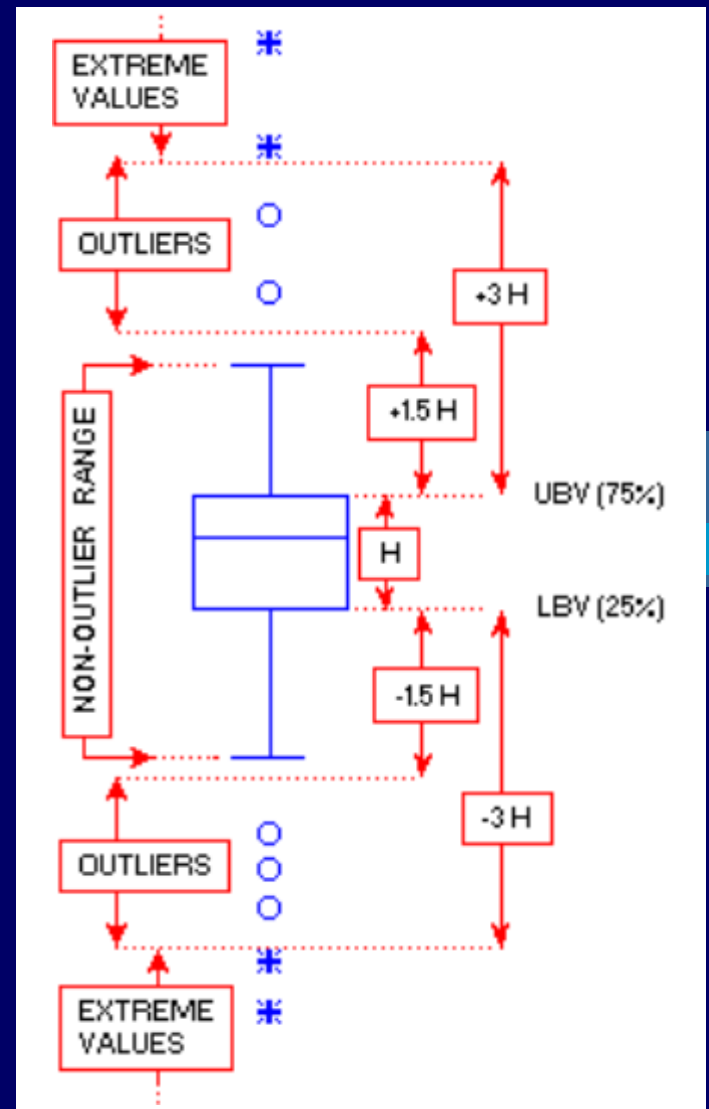 EXTREME
VALUES
OUTLIERS
+3 H
+1.5 H
NON-OUTLIER RANGE
UBV (75%)
H
LBV (25%)
-1.5 H
-3 H
OUTLIERS
EXTREME
VALUES